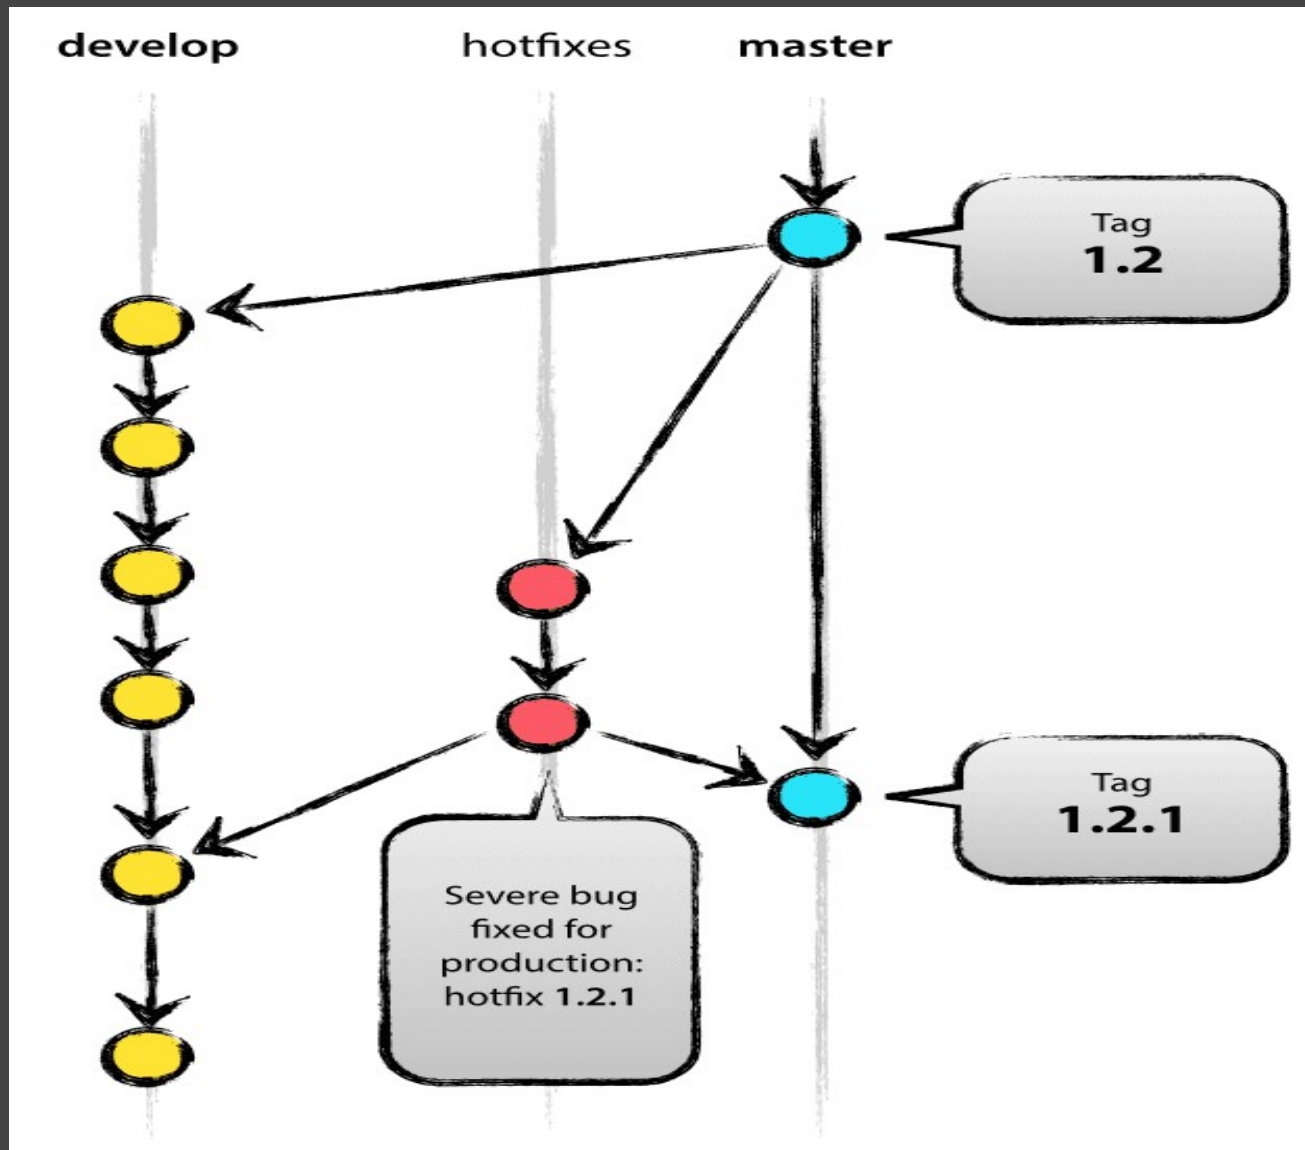 develop
hotfixes
master
Tag
1.2
Tag
1.2.1
Severe bug
fixed for
production:
hotfix 1.2.1